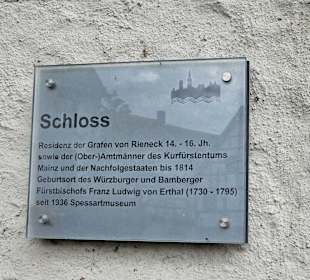 Schloss
Residenz der Grafen von Rieneck 14. - 16. Jh.
sowie der (Ober-)Amtmänner des Kurfürstentums
Mainz und der Nachfolgestaaten bis 1814
Geburtsort des Würzburger und Bamberger
Fürstbischofs Franz Ludwig von Erthal (1730 - 1795)
seit 1936 Spessartmuseum